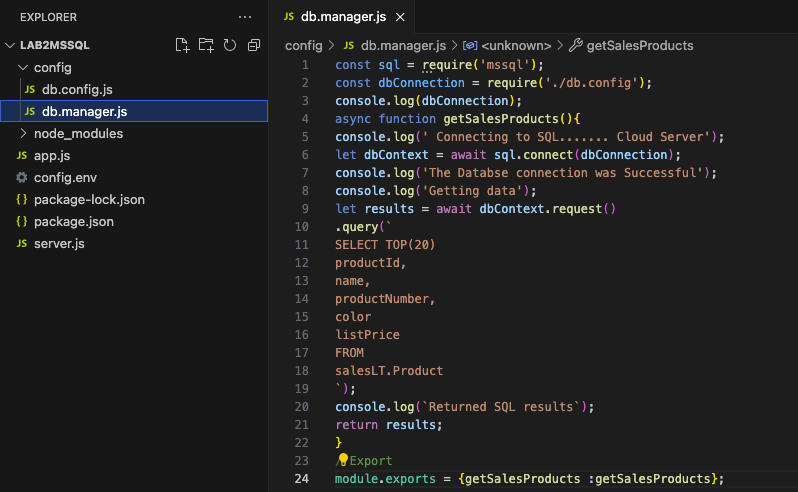 EXPLORER
LAB2MSSQL
config
JS db.config.js
JS db.manager.js
node_modules
JS app.js
config.env
{} package-lock.json
{} package.json
JS server.js
JS db.manager.js ×
config > JS db.manager.js > <unknown> > getSalesProducts
1 const sql = require('mssql');
2 const dbConnection = require('./db.config');
3 console.log(dbConnection);
4 async function getSalesProducts(){
5 console.log(' Connecting to SQL....... Cloud Server');
6 let dbContext = await sql.connect(dbConnection);
7 console.log('The Databse connection was Successful');
8 console.log('Getting data');
9 let results = await dbContext.request()
10 .query(`
11 SELECT TOP(20)
12 productId,
13 name,
14 productNumber,
15 color
16 listPrice
17 FROM
18 salesLT.Product
19 `);
20 console.log(`Returned SQL results`);
21 return results;
22 }
23 /Export
24 module.exports = {getSalesProducts :getSalesProducts};